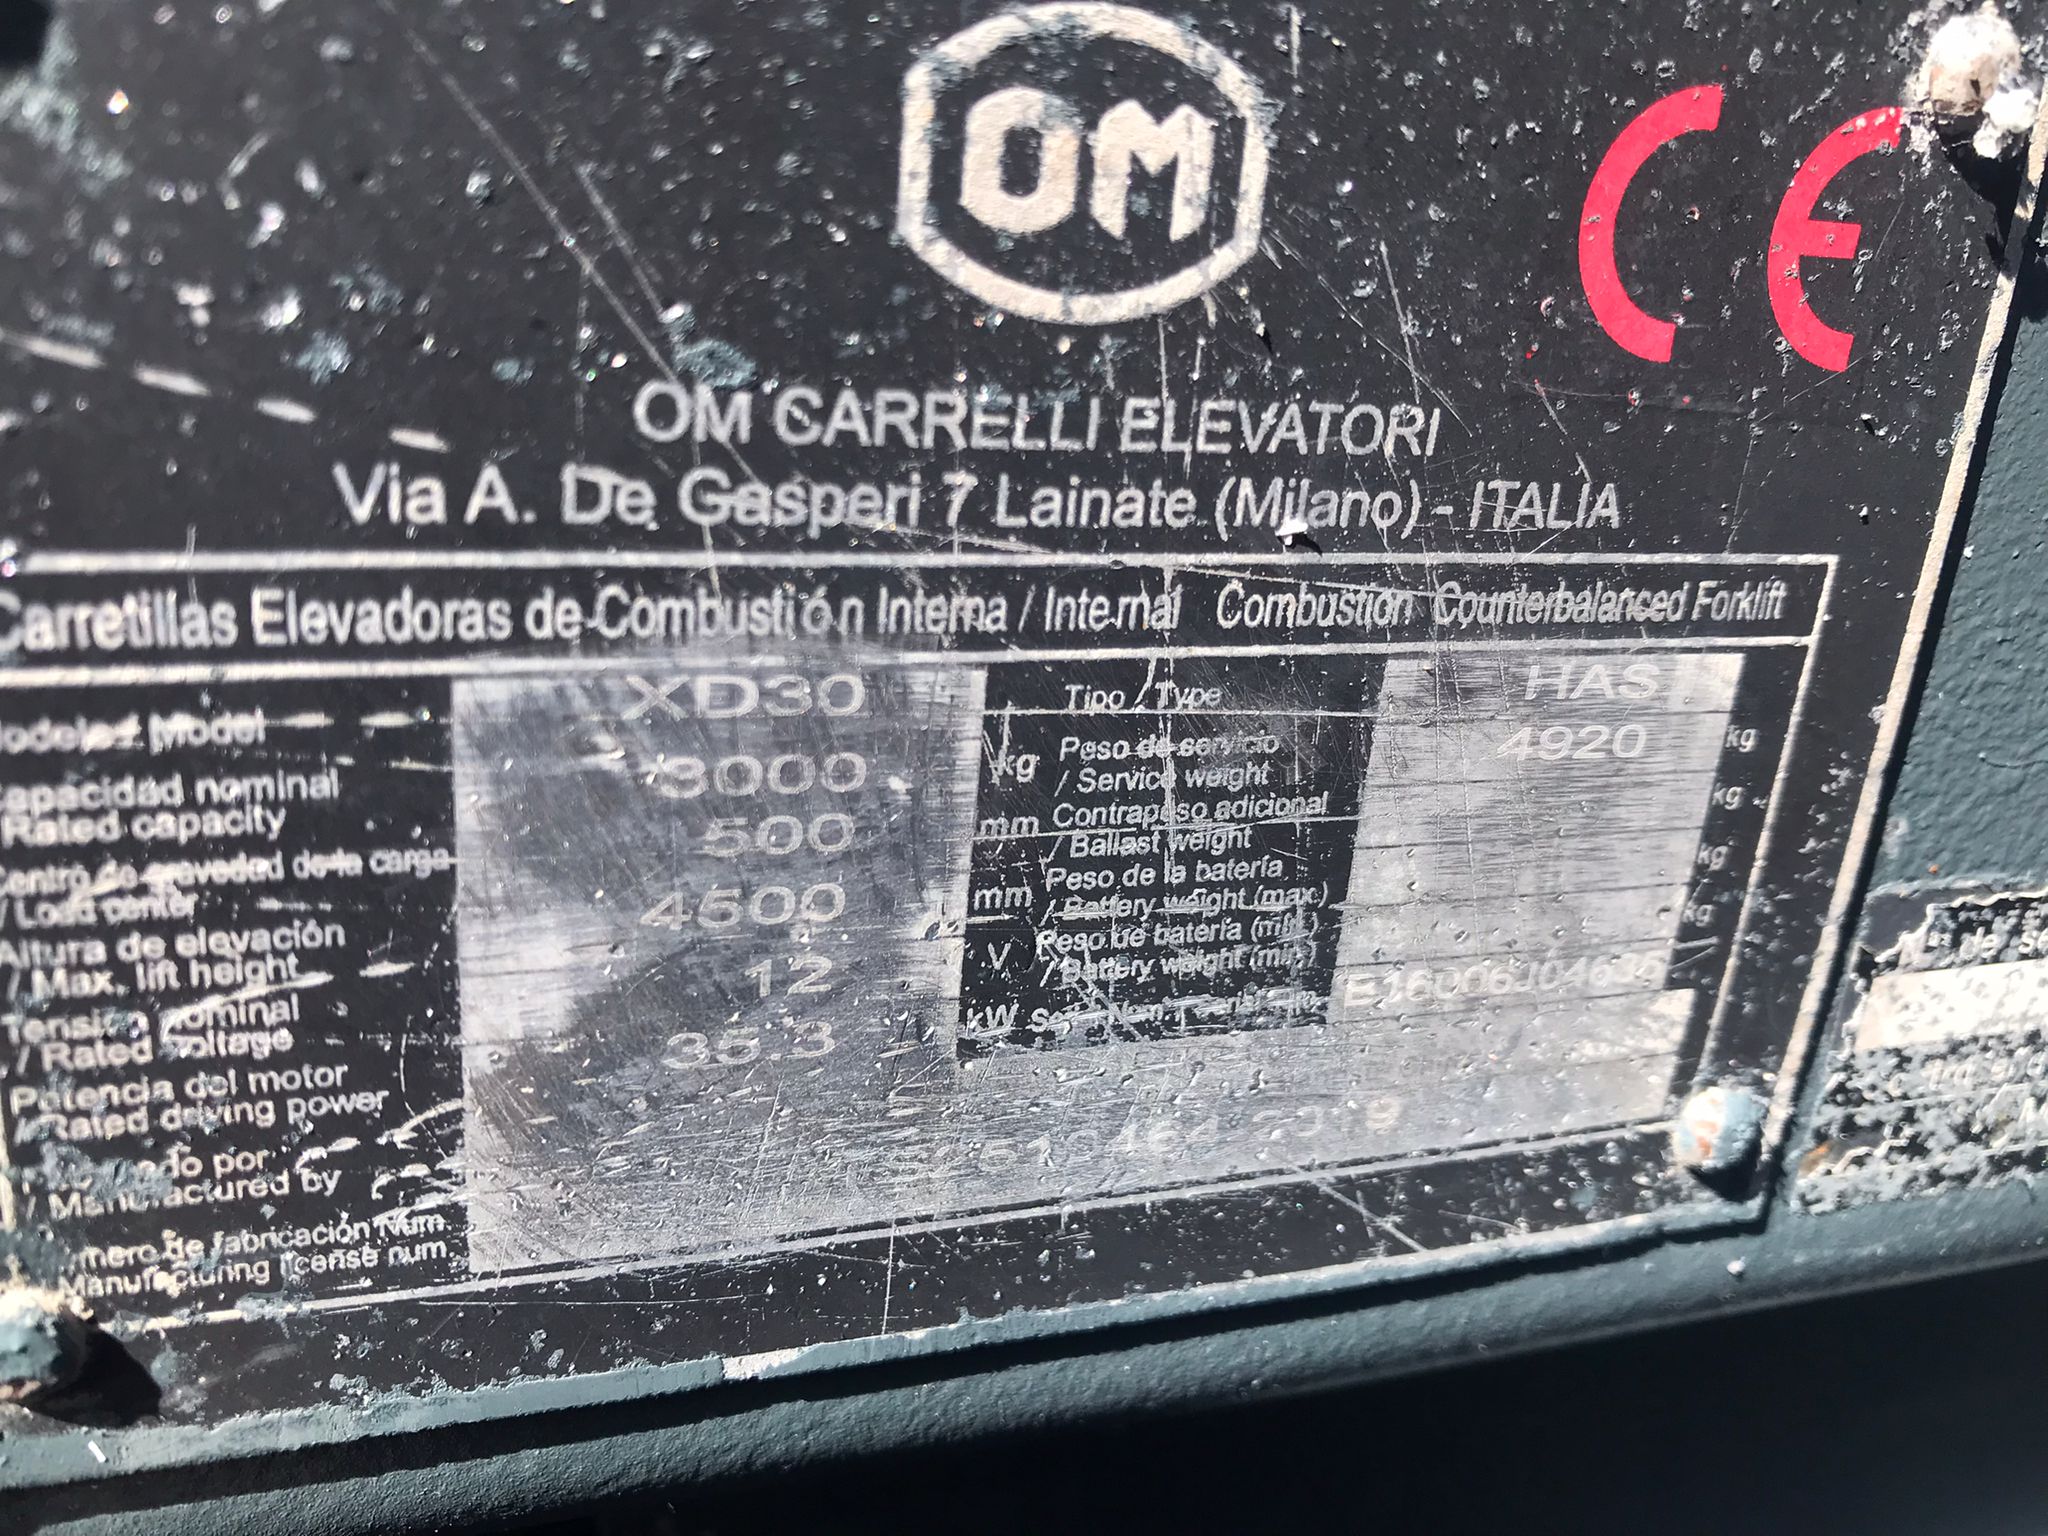 OM
CE
OM CARRELLI ELEVATORI
Via A. De Gasperi 7 Lainate (Milano) - ITALIA
Carretillas Elevadoras de Combustión Interna / Internal Combustion Counterbalanced Forklift
Model XD30 Tipo / Type HAS
Capacidad nominal 3000 kg Peso de servicio 4920 kg
/ Rated capacity / Service weight
Centro de gravedad de la carga 500 mm Contrapeso adicional kg
/ Load center / Ballast weight
Altura de elevación 4500 mm Peso de la batería kg
/ Max. lift height / Battery weight (max.)
Tensión nominal 12 V Peso de batería (min.) kg
/ Rated voltage / Battery weight (min.)
Potencia del motor 35.3 kW
/ Rated driving power
por
/ Manufactured by
de fabricación Num.
Manufacturing license num.